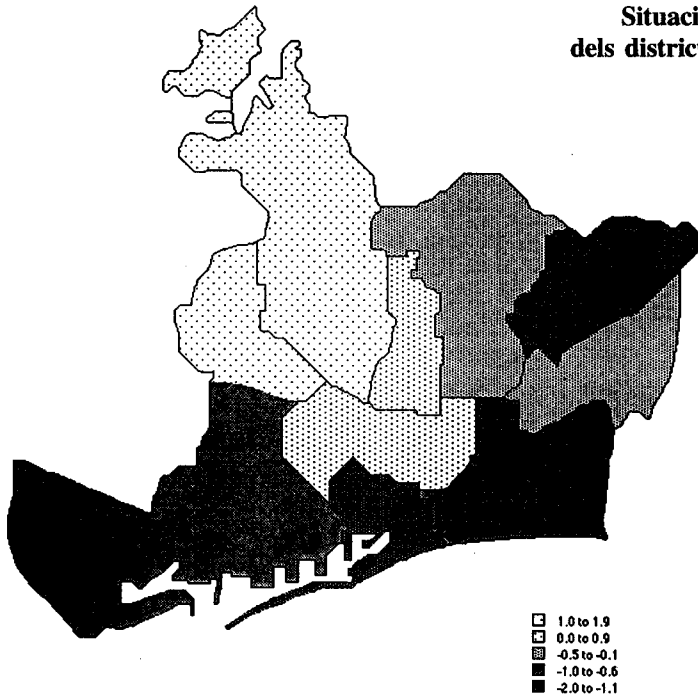 Situaci
dels district
1.0 to 1.9
0.0 to 0.9
-0.5 to -0.1
-1.0 to -0.6
-2.0 to -1.1